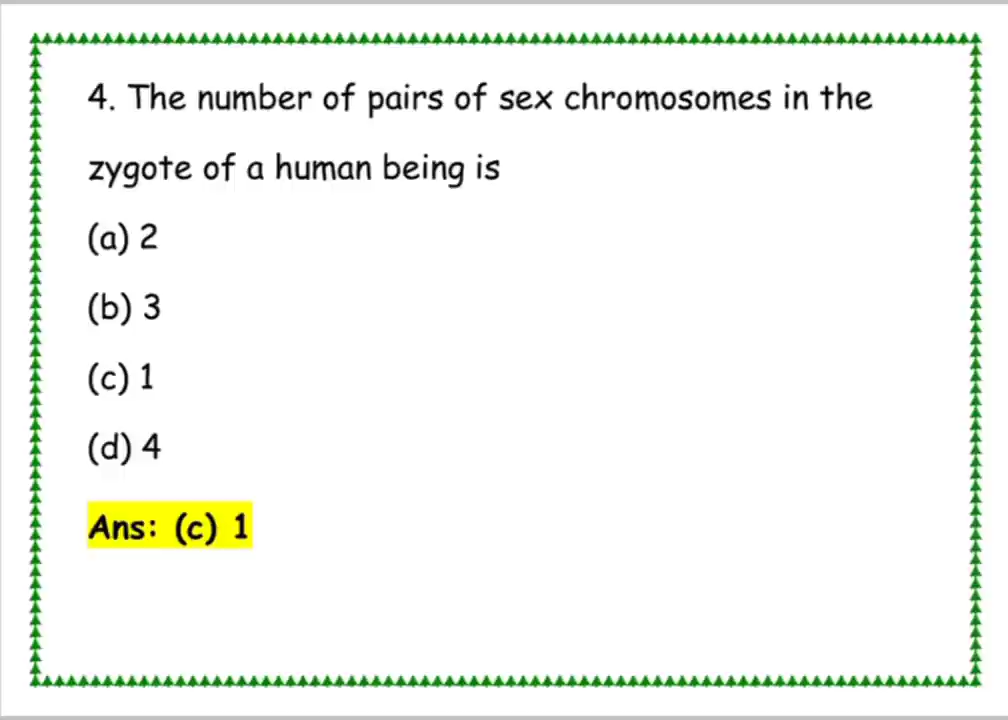 4. The number of pairs of sex chromosomes in the
zygote of a human being is
(a) 2
(b) 3
(c) 1
(d) 4
Ans: (c) 1